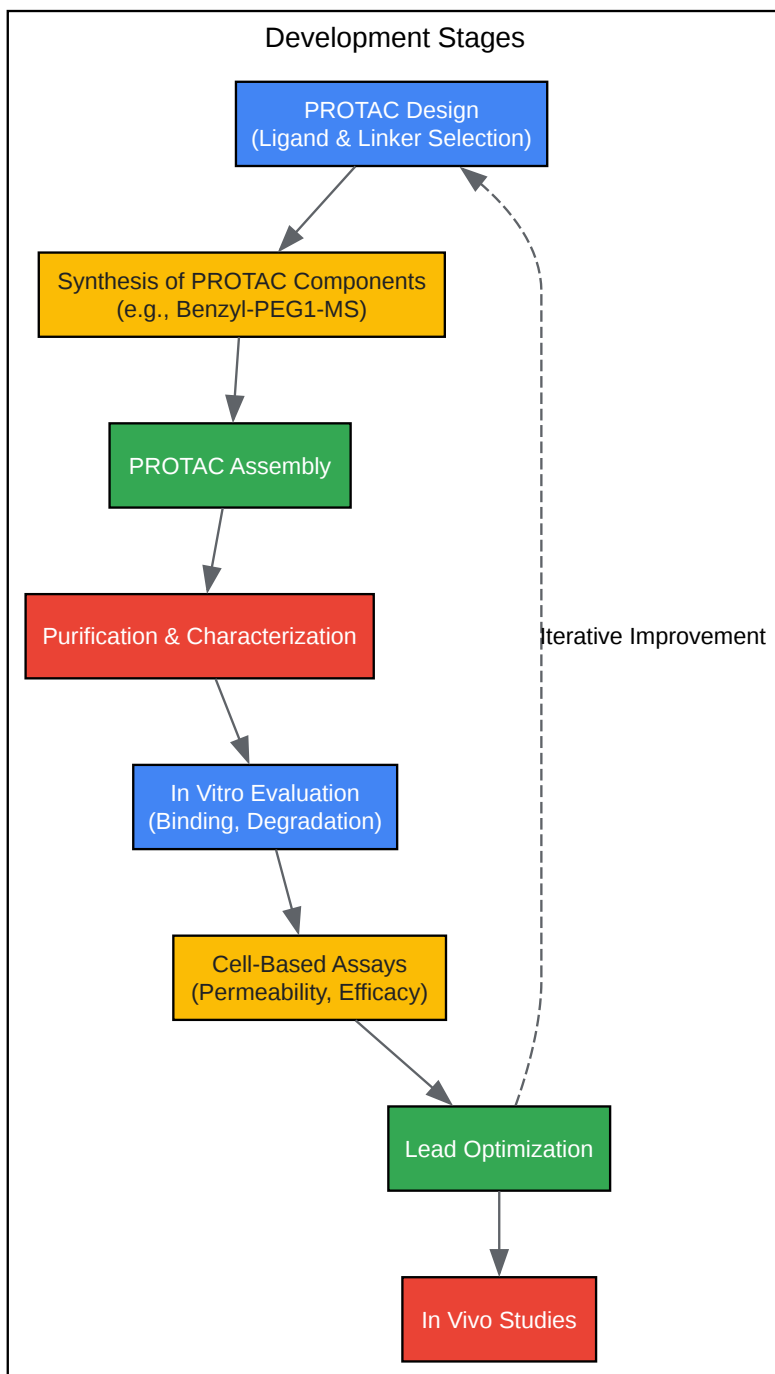 Development Stages
PROTAC Design
(Ligand & Linker Selection)
Synthesis of PROTAC Components
(e.g., Benzyl-PEG1-MS)
PROTAC Assembly
Purification & Characterization
Iterative Improvement
In Vitro Evaluation
(Binding, Degradation)
Cell-Based Assays
(Permeability, Efficacy)
Lead Optimization
In Vivo Studies